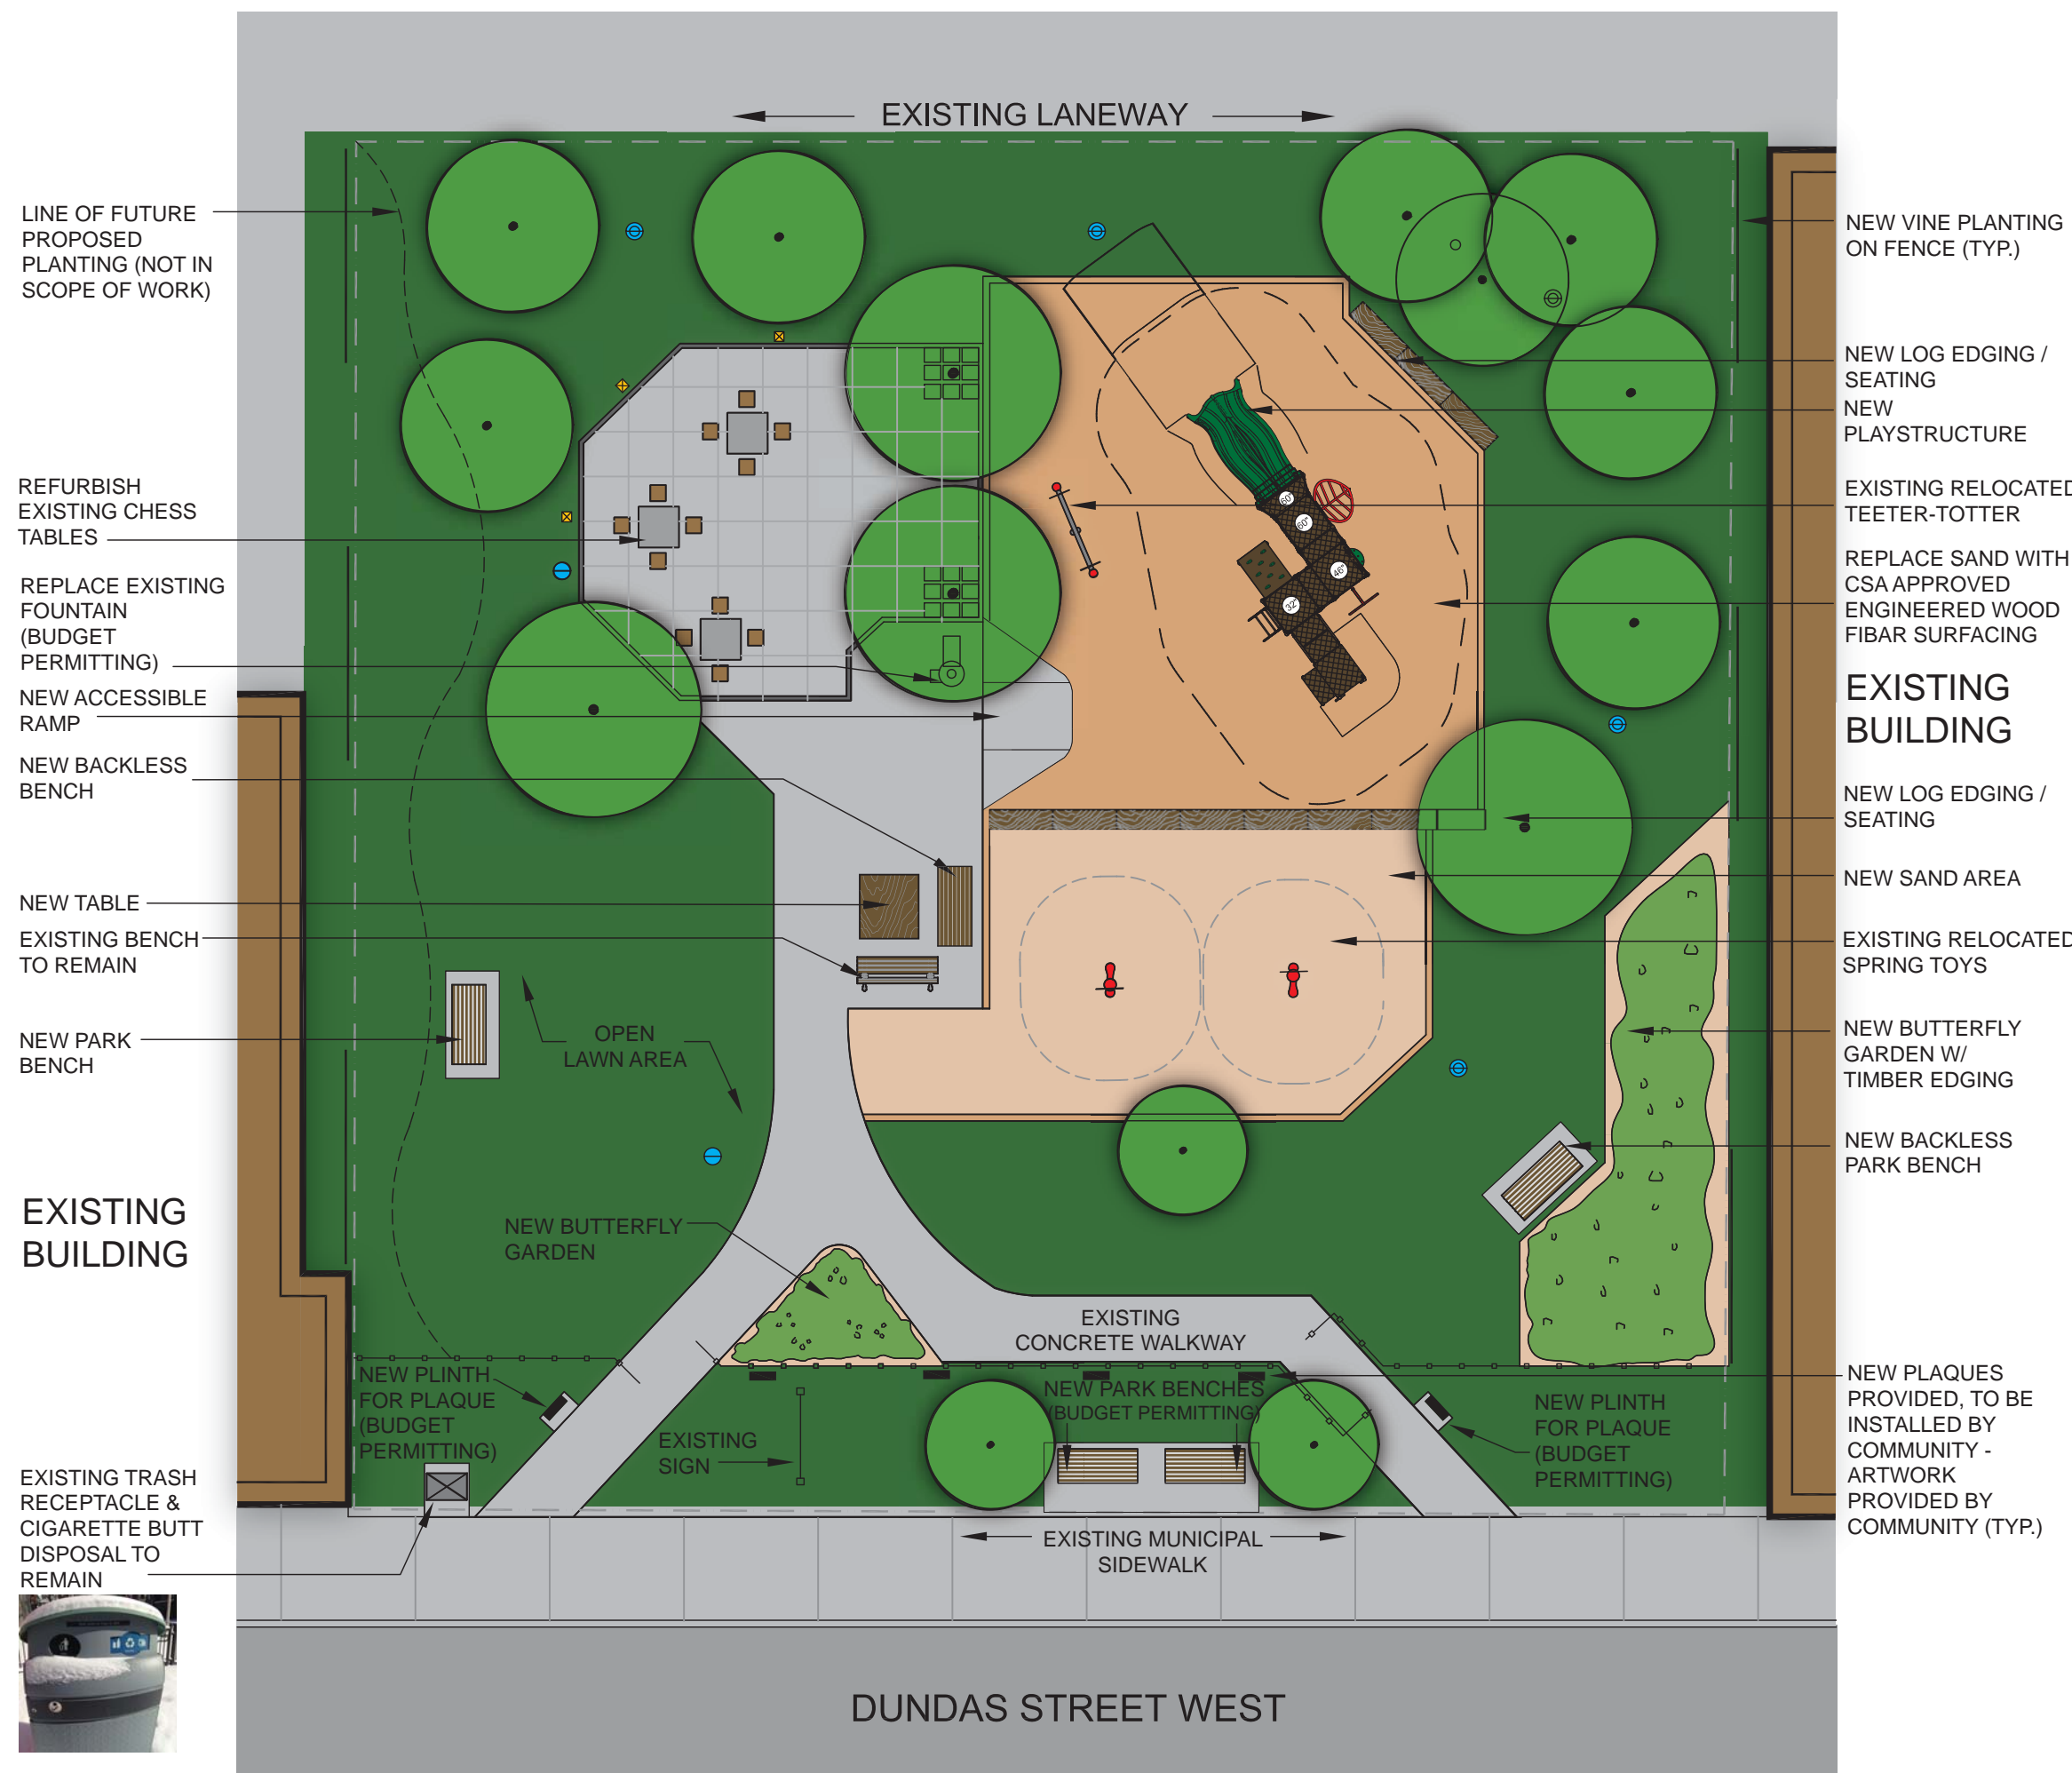 EXISTING LANEWAY
LINE OF FUTURE
PROPOSED
PLANTING (NOT IN
SCOPE OF WORK)
REFURBISH
EXISTING CHESS
TABLES
REPLACE EXISTING
FOUNTAIN
(BUDGET
PERMITTING)
NEW ACCESSIBLE
RAMP
NEW BACKLESS
BENCH
NEW TABLE
EXISTING BENCH
TO REMAIN
NEW PARK
BENCH
EXISTING
BUILDING
EXISTING TRASH
RECEPTACLE &
CIGARETTE BUTT
DISPOSAL TO
REMAIN
60"
60"
46"
32"
OPEN
LAWN AREA
NEW BUTTERFLY
GARDEN
EXISTING
CONCRETE WALKWAY
NEW PLINTH
FOR PLAQUE
(BUDGET
PERMITTING)
EXISTING
SIGN
NEW PARK BENCHES
(BUDGET PERMITTING)
NEW PLINTH
FOR PLAQUE
(BUDGET
PERMITTING)
EXISTING MUNICIPAL
SIDEWALK
DUNDAS STREET WEST
NEW VINE PLANTING
ON FENCE (TYP.)
NEW LOG EDGING /
SEATING
NEW
PLAYSTRUCTURE
EXISTING RELOCATED
TEETER-TOTTER
REPLACE SAND WITH
CSA APPROVED
ENGINEERED WOOD
FIBAR SURFACING
EXISTING
BUILDING
NEW LOG EDGING /
SEATING
NEW SAND AREA
EXISTING RELOCATED
SPRING TOYS
NEW BUTTERFLY
GARDEN W/
TIMBER EDGING
NEW BACKLESS
PARK BENCH
NEW PLAQUES
PROVIDED, TO BE
INSTALLED BY
COMMUNITY -
ARTWORK
PROVIDED BY
COMMUNITY (TYP.)